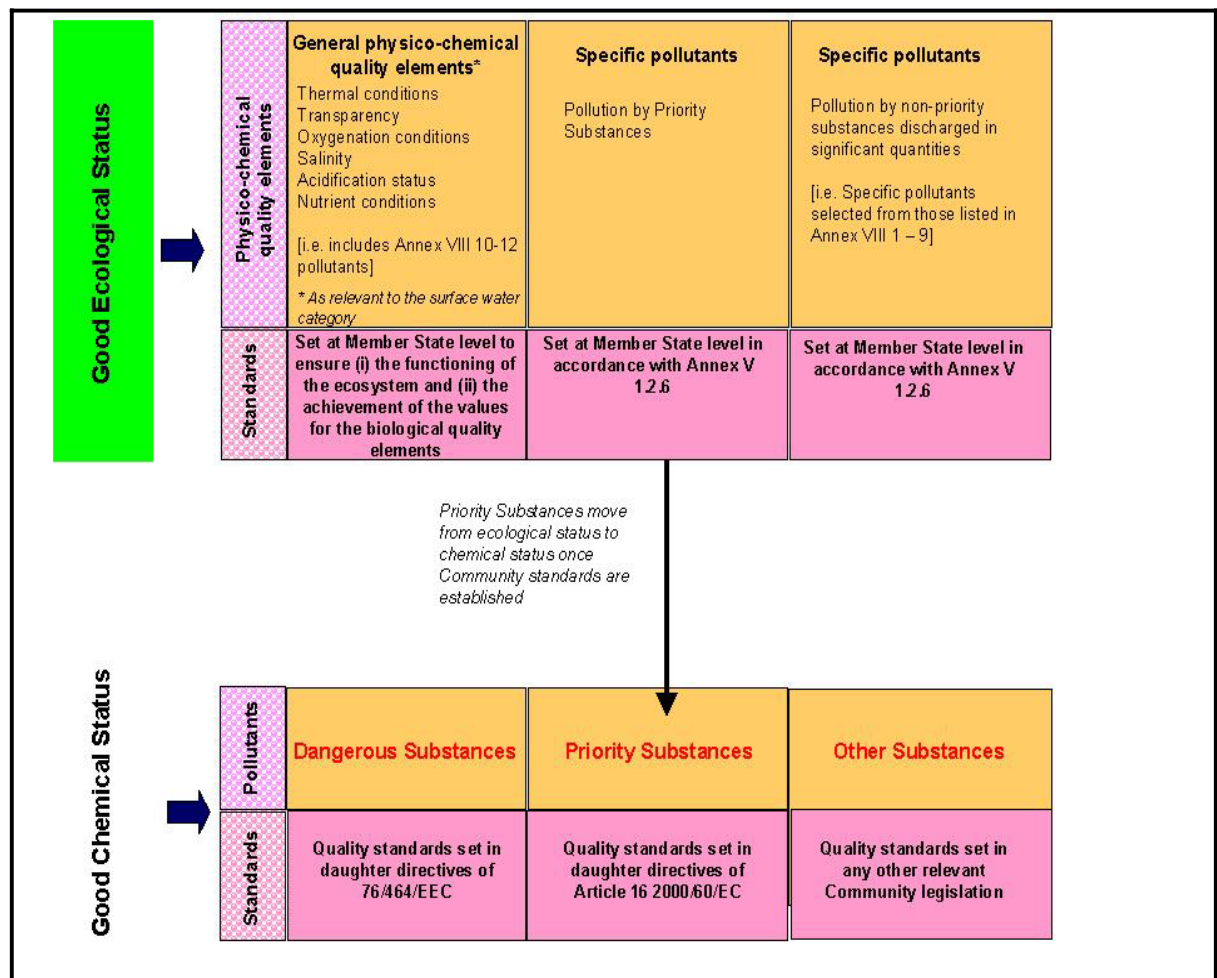 Good Ecological Status
Physico-chemical
quality elements
General physico-chemical
quality elements*
Thermal conditions
Transparency
Oxygenation conditions
Salinity
Acidification status
Nutrient conditions
[i.e. includes Annex VIII 10-12
pollutants]
* As relevant to the surface water
category
Specific pollutants
Pollution by Priority
Substances
Specific pollutants
Pollution by non-priority
substances discharged in
significant quantities
[i.e. Specific pollutants
selected from those listed in
Annex VIII 1 – 9]
Standards
Set at Member State level to
ensure (i) the functioning of
the ecosystem and (ii) the
achievement of the values
for the biological quality
elements
Set at Member State level in
accordance with Annex V
1.2.6
Set at Member State level in
accordance with Annex V
1.2.6
Priority Substances move
from ecological status to
chemical status once
Community standards are
established
Good Chemical Status
Pollutants
Dangerous Substances
Priority Substances
Other Substances
Standards
Quality standards set in
daughter directives of
76/464/EEC
Quality standards set in
daughter directives of
Article 16 2000/60/EC
Quality standards set in
any other relevant
Community legislation